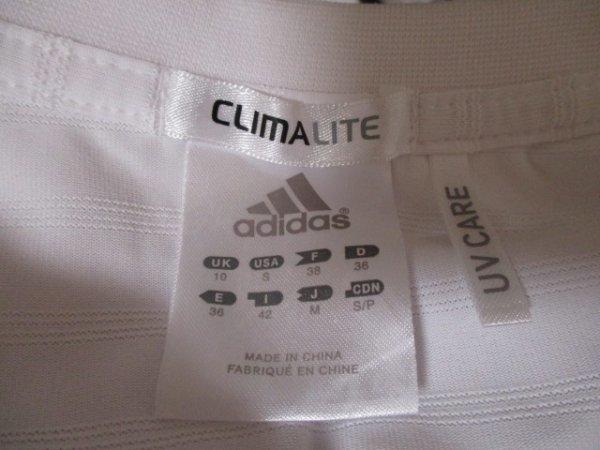 CLIMALITE
adidas®
UK USA F D
10 S 38 36
E I J CDN
36 42 M S/P
MADE IN CHINA
FABRIQUÉ EN CHINE
UV CARE